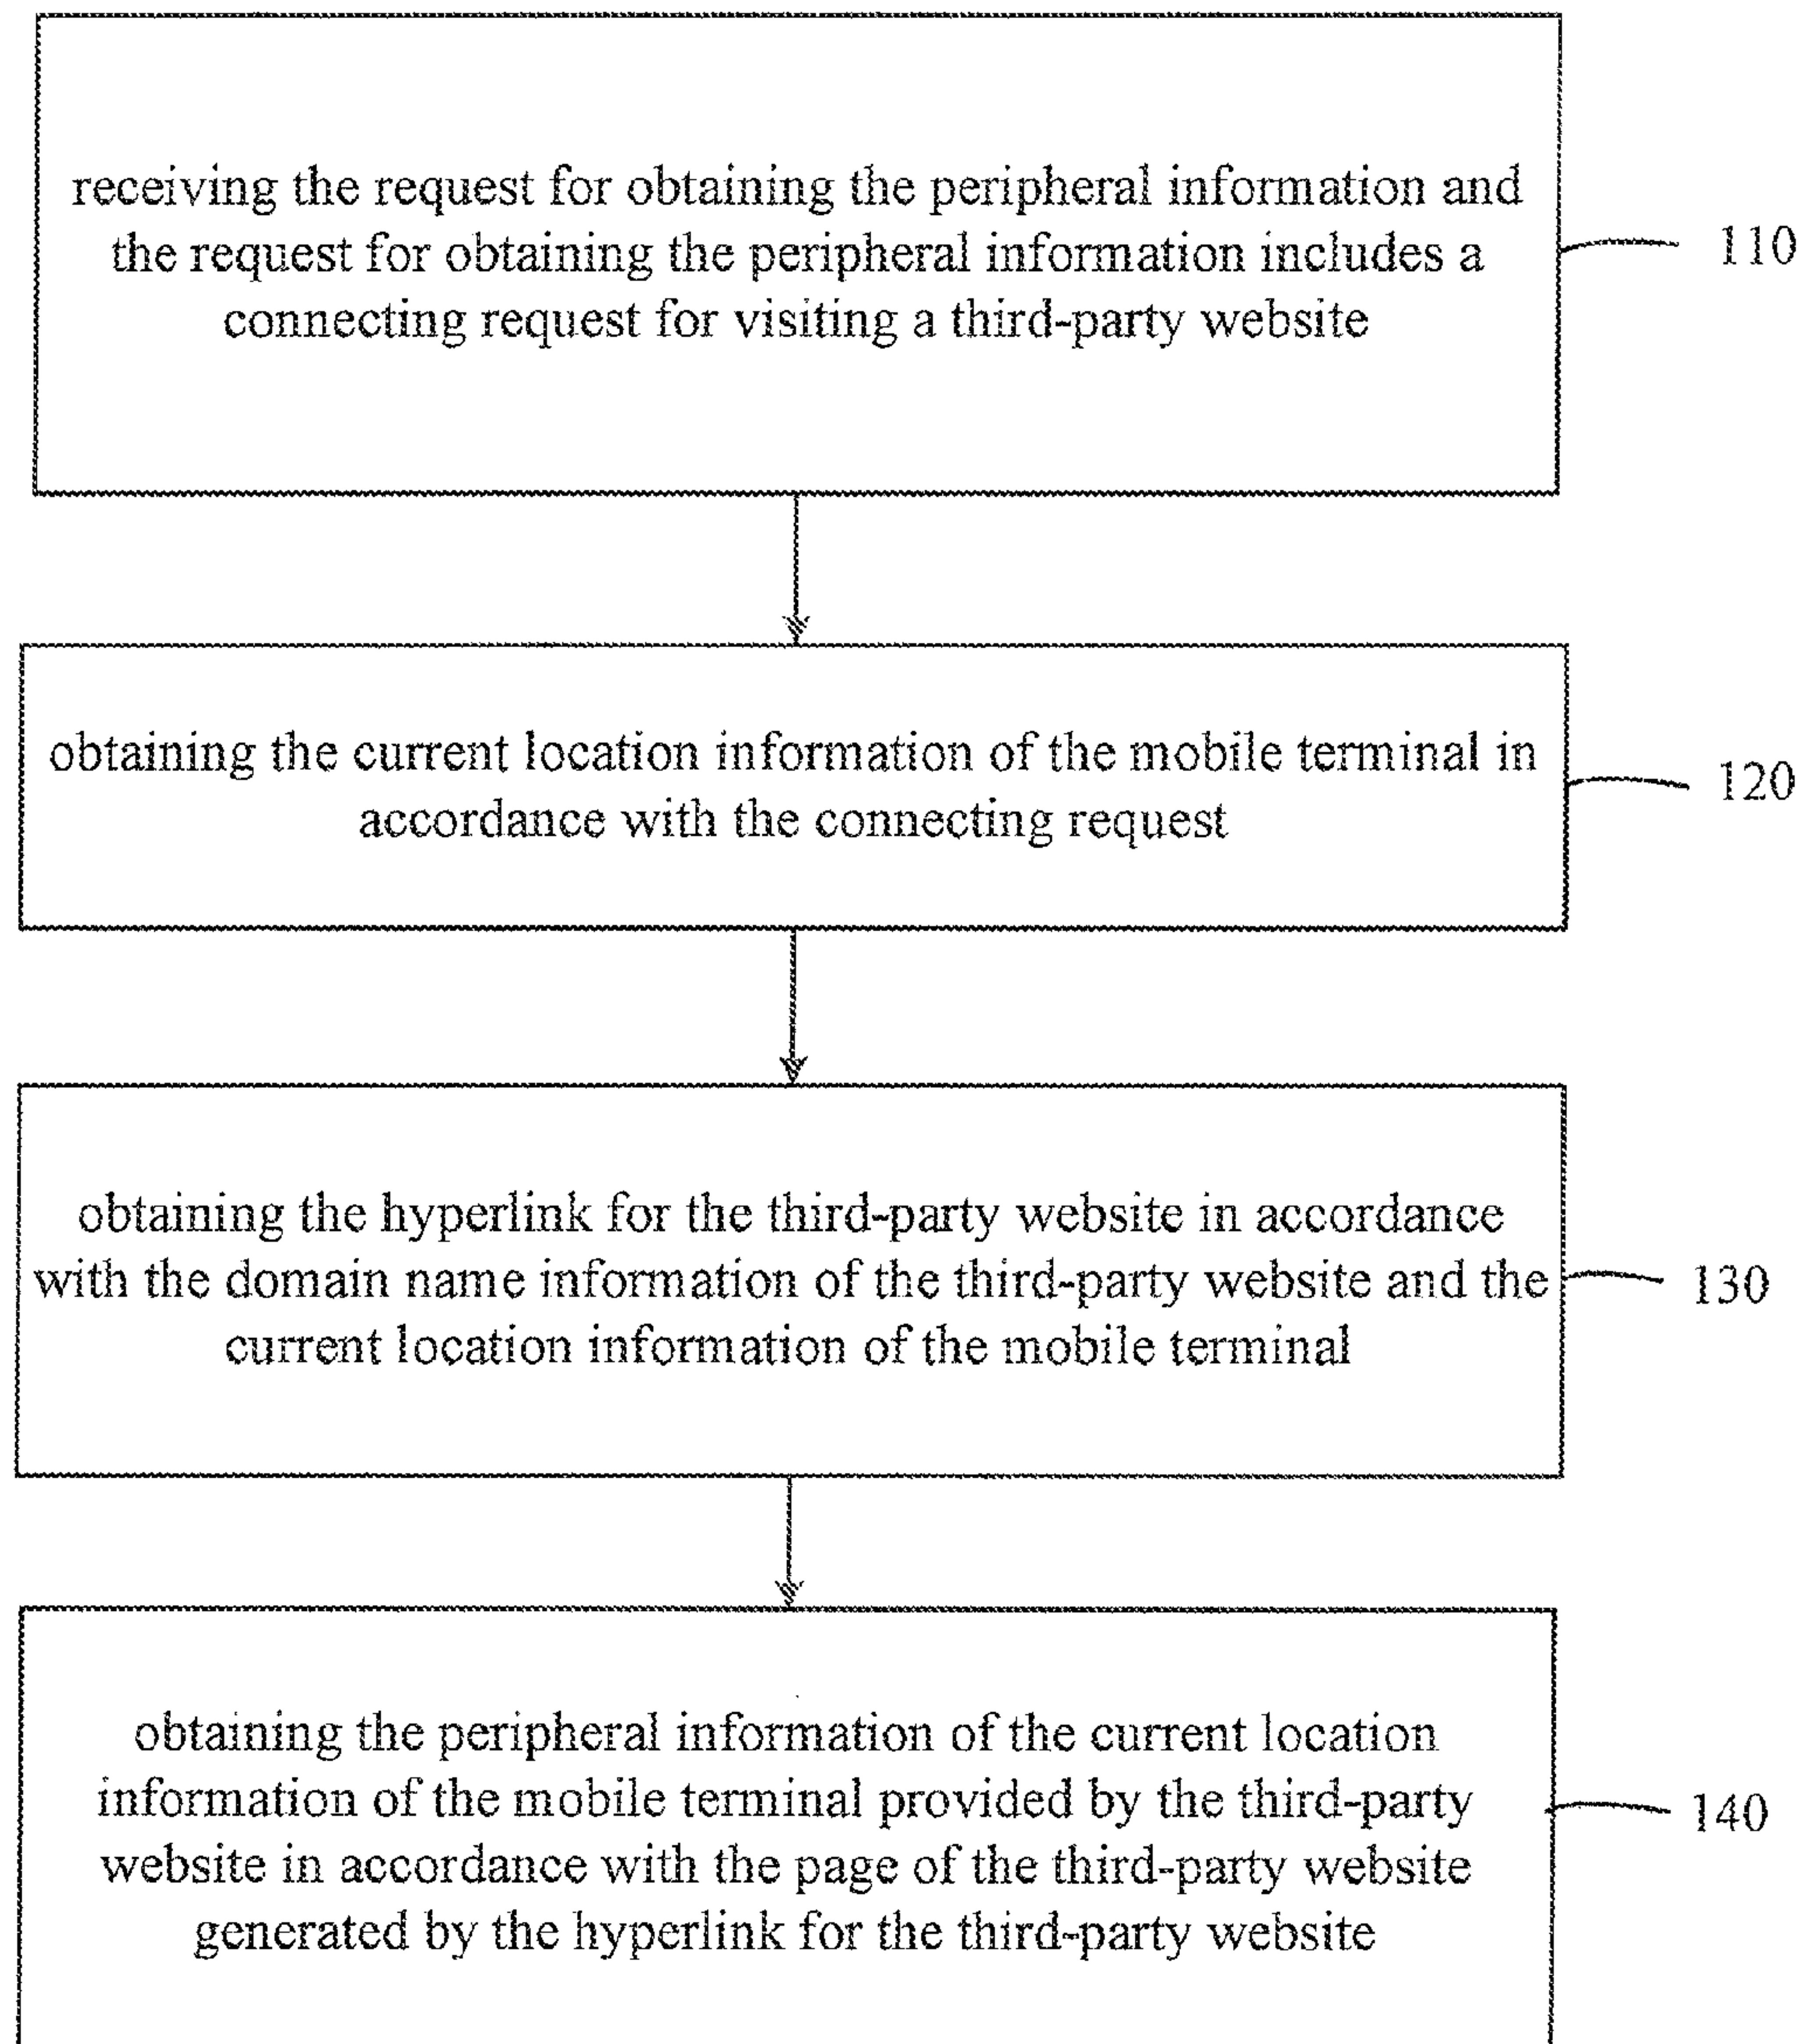 receiving the request for obtaining the peripheral information and
the request for obtaining the peripheral information includes a
connecting request for visiting a third-party website
110
obtaining the current location information of the mobile terminal in
accordance with the connecting request
120
obtaining the hyperlink for the third-party website in accordance
with the domain name information of the third-party website and the
current location information of the mobile terminal
130
obtaining the peripheral information of the current location
information of the mobile terminal provided by the third-party
website in accordance with the page of the third-party website
generated by the hyperlink for the third-party website
140